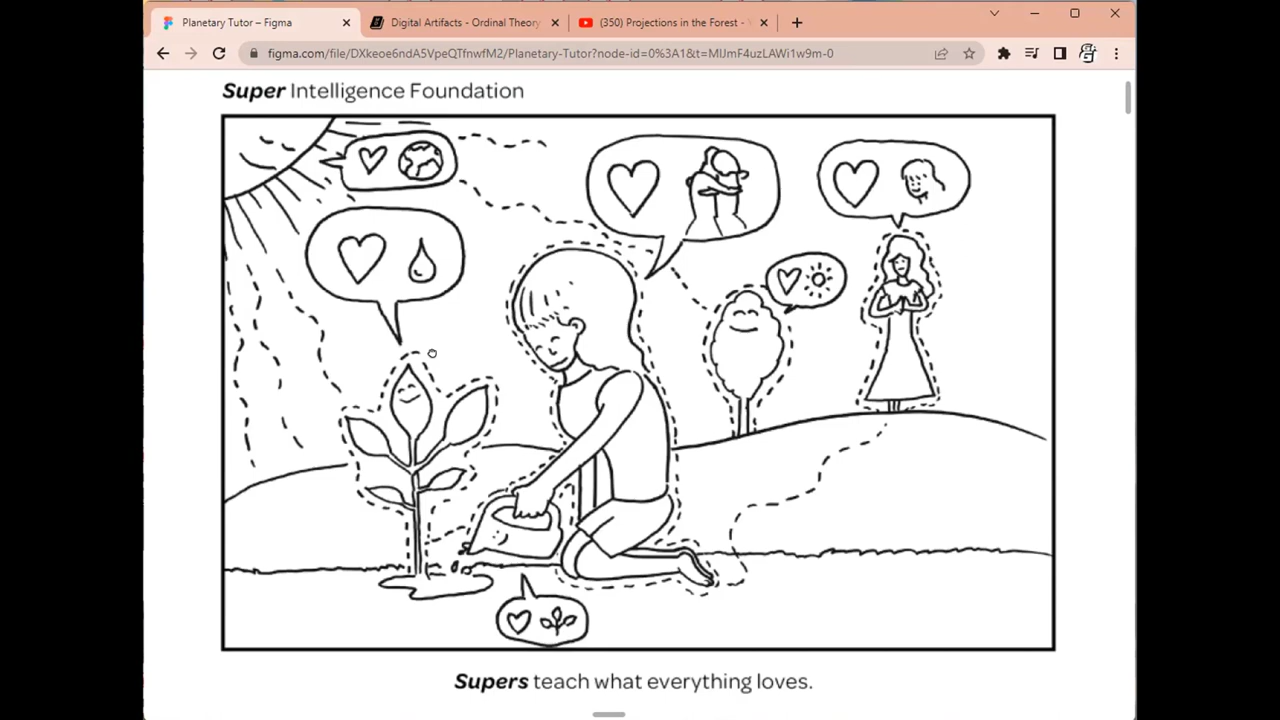 Planetary Tutor – Figma
Digital Artifacts - Ordinal Theory
(350) Projections in the Forest -
figma.com/file/DXkeoe6ndA5VpeQTfnwfM2/Planetary-Tutor?node-id=0%3A1&t=MlJmF4uzLAWi1w9m-0
Super Intelligence Foundation
Supers teach what everything loves.